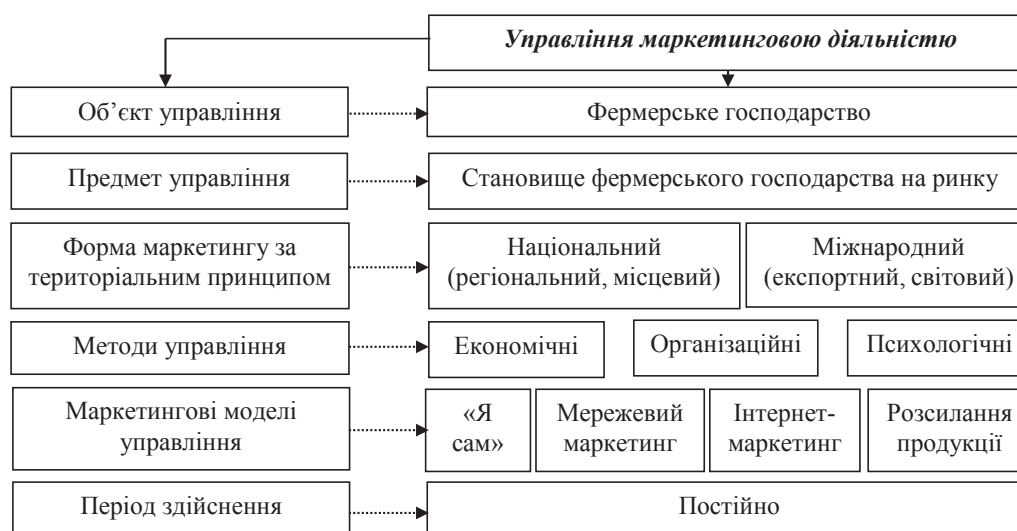 Управління маркетинговою діяльністю
Об’єкт управління
Фермерське господарство
Предмет управління
Становище фермерського господарства на ринку
Форма маркетингу за
територіальним принципом
Національний
(регіональний, місцевий)
Міжнародний
(експортний, світовий)
Методи управління
Економічні
Організаційні
Психологічні
Маркетингові моделі
управління
«Я
сам»
Мережевий
маркетинг
Інтернет-
маркетинг
Розсилання
продукції
Період здійснення
Постійно